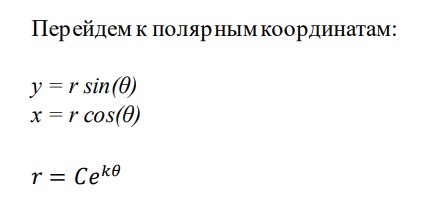 Перейдем к полярным координатам:
y = r sin(θ)
x = r cos(θ)
r = Ce^{kθ}